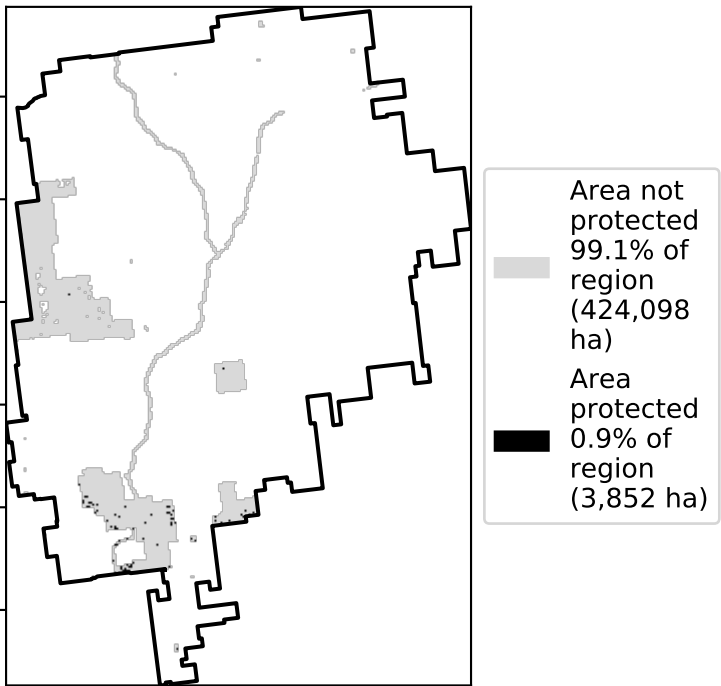 Area not
protected
99.1% of
region
(424,098
ha)
Area
protected
0.9% of
region
(3,852 ha)